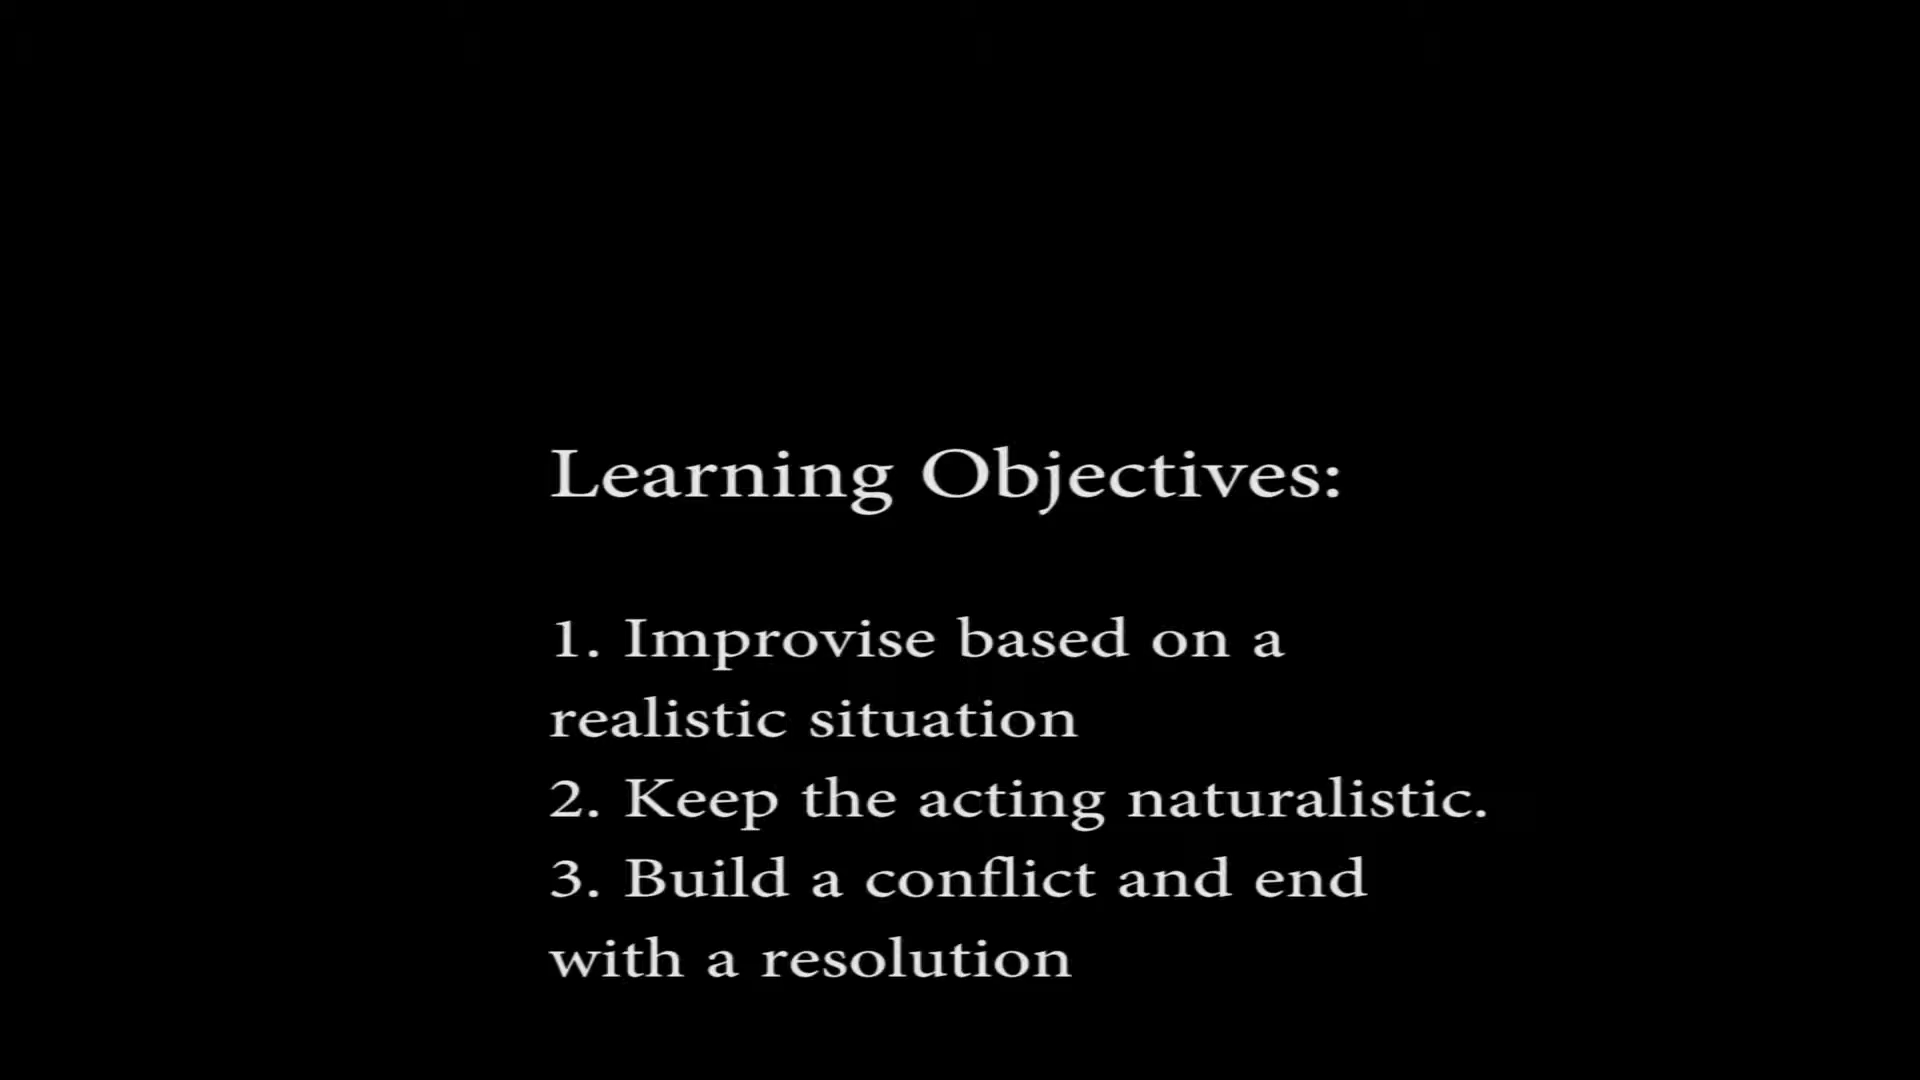 Learning Objectives:
1. Improvise based on a
realistic situation
2. Keep the acting naturalistic.
3. Build a conflict and end
with a resolution